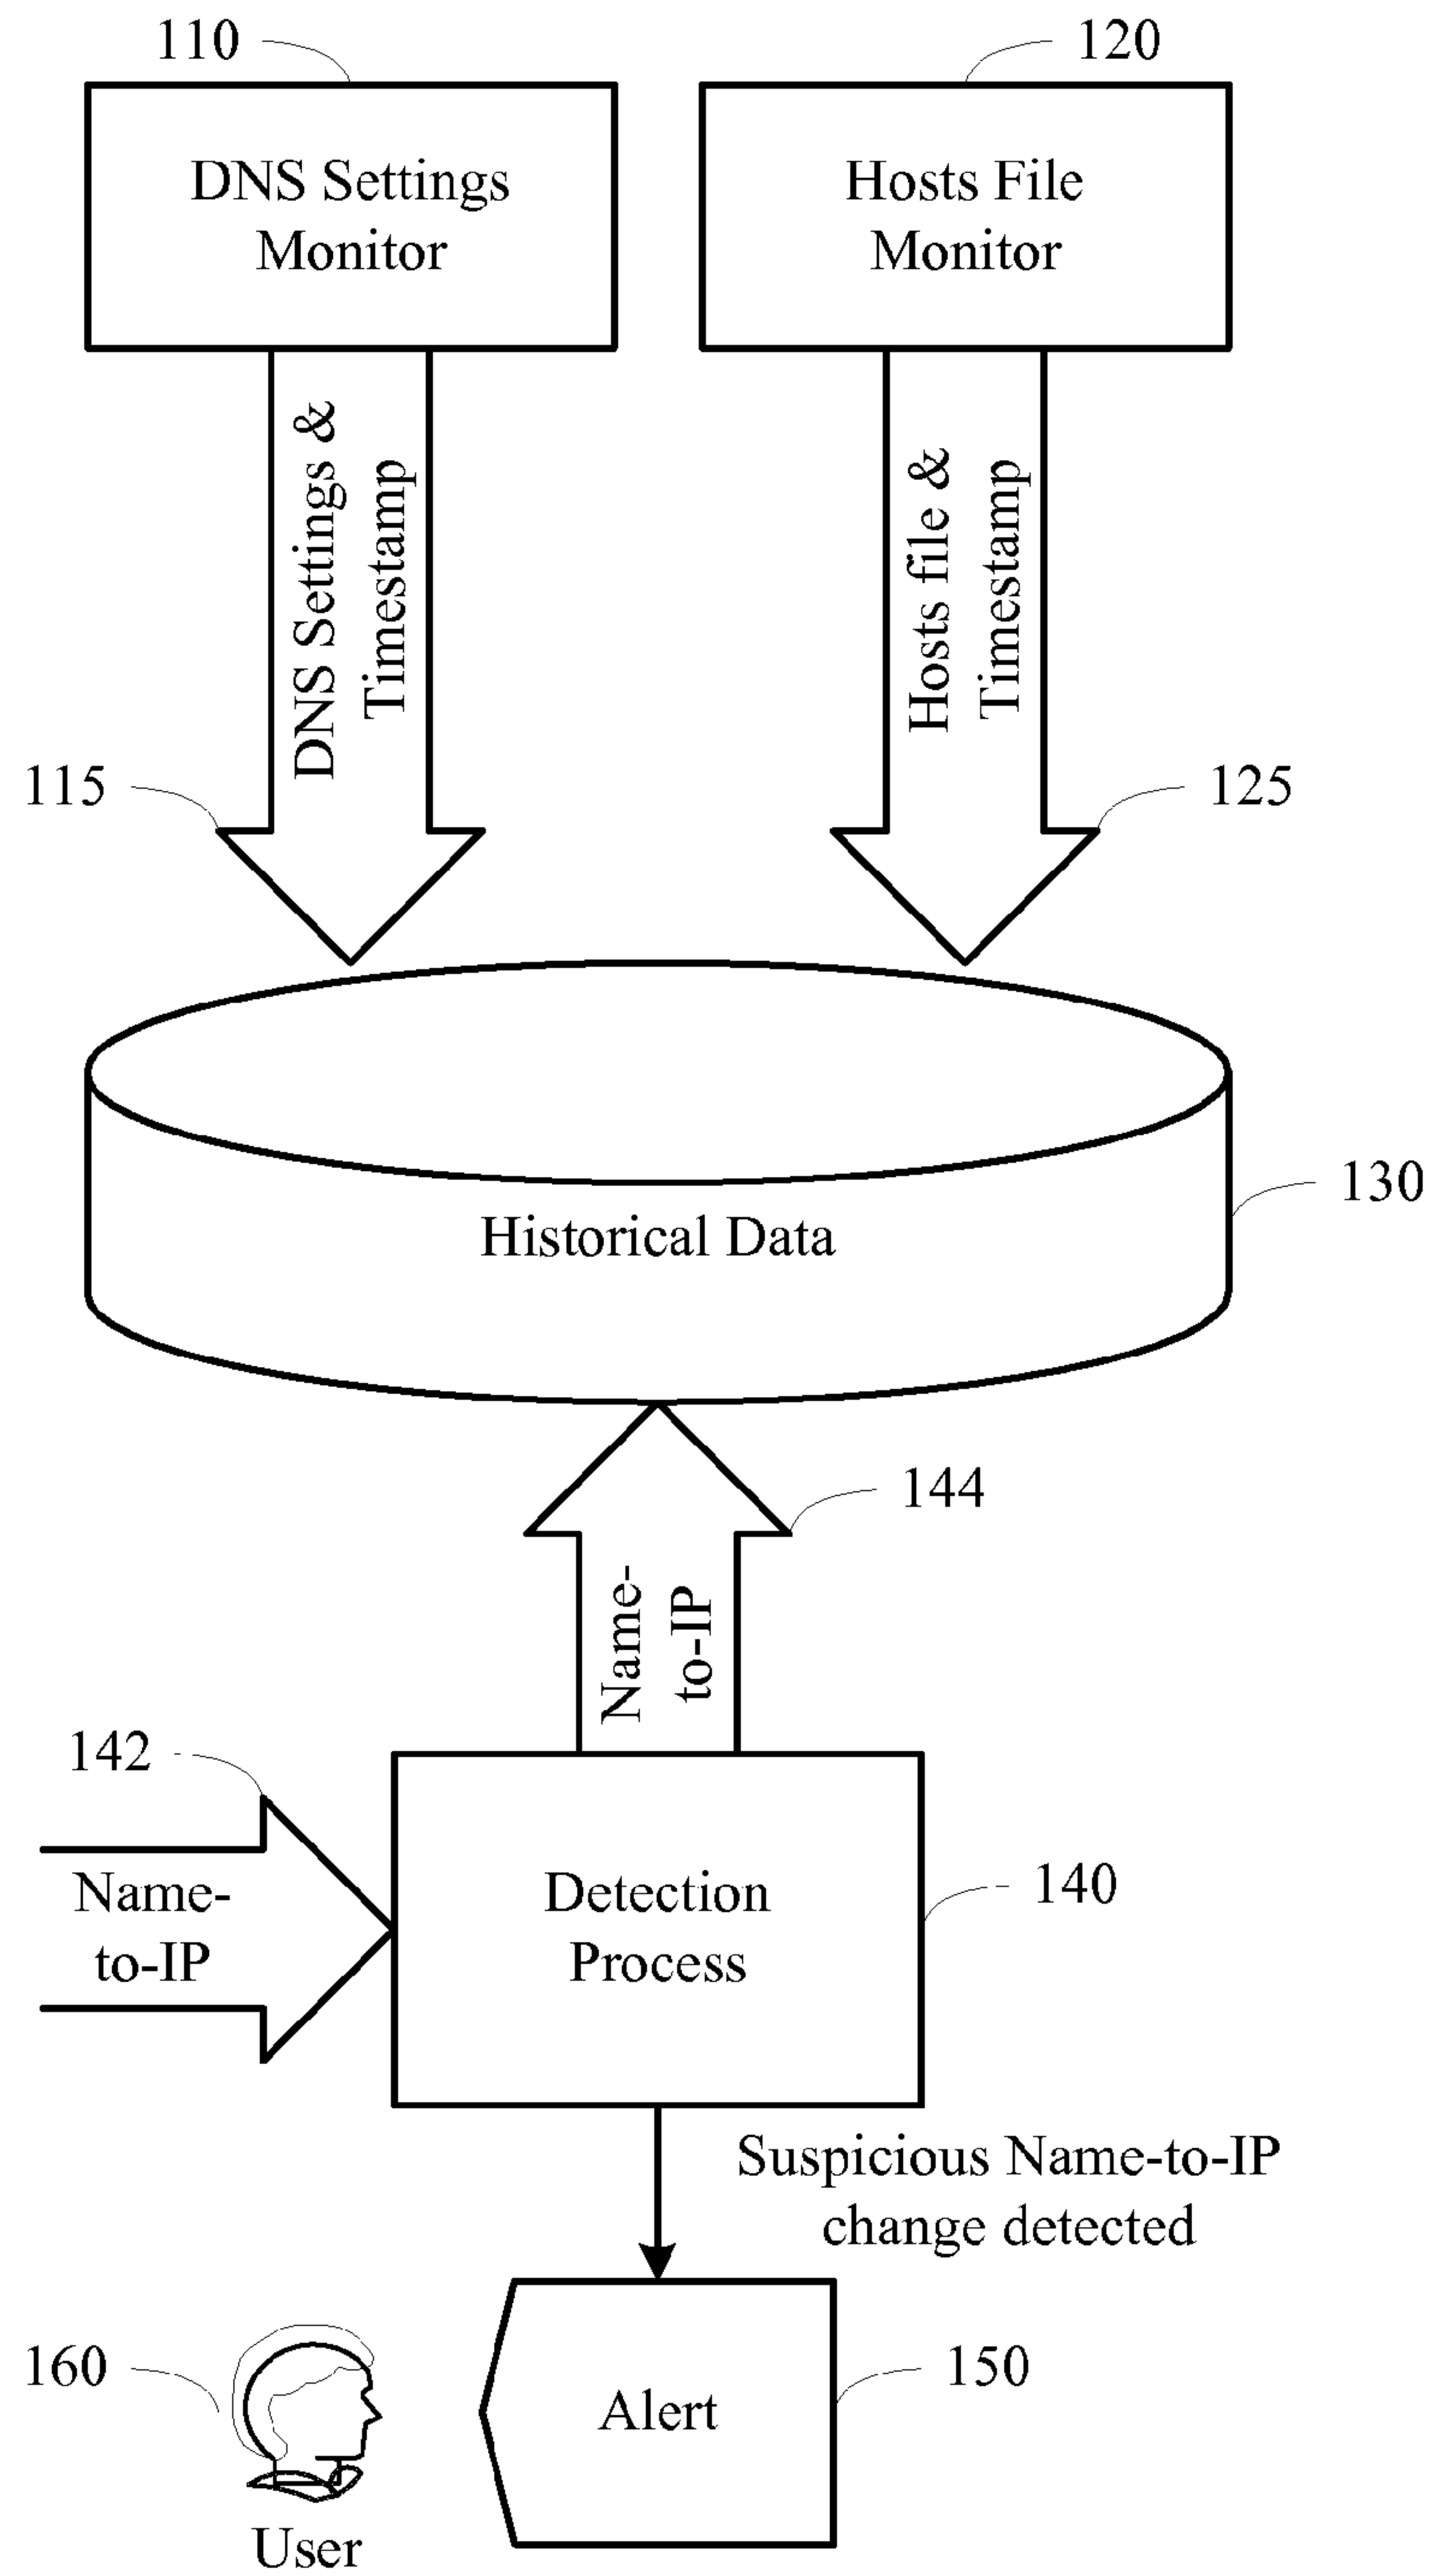 110
120
DNS Settings
Monitor
Hosts File
Monitor
DNS Settings &
Timestamp
Hosts file &
Timestamp
115
125
130
Historical Data
144
Name-
to-IP
142
Name-
to-IP
Detection
Process
140
Suspicious Name-to-IP
change detected
160
150
Alert
User